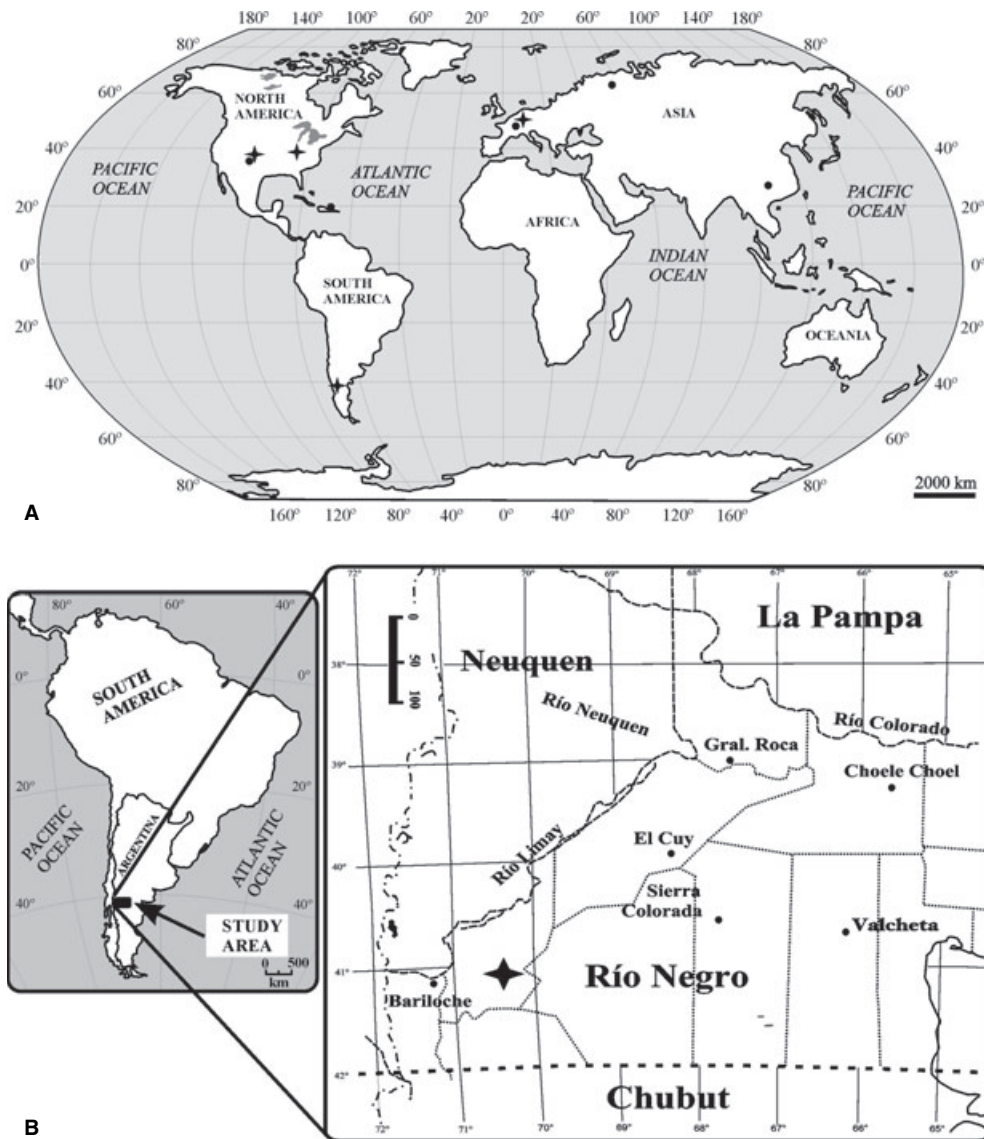 180° 140° 100° 60° 20° 20° 60° 100° 140° 180°
80° 80°
60° 60°
NORTH
AMERICA
ASIA
40° 40°
PACIFIC
OCEAN
ATLANTIC
OCEAN
PACIFIC
OCEAN
20° 20°
AFRICA
INDIAN
OCEAN
0° 0°
SOUTH
AMERICA
OCEANIA
20° 20°
40° 40°
60° 60°
80° 80°
2000 km
A
160° 120° 80° 40° 0° 40° 80° 120° 160°
80° 60° 40°
0° 0°
SOUTH
AMERICA
20° 20°
PACIFIC
OCEAN
ARGENTINA
ATLANTIC
OCEAN
40° 40°
STUDY
AREA
0 500
km
72° 71° 70° 69° 68° 67° 66° 65°
0
50
100
La Pampa
Neuquen
38°
Río Neuquen
Río Colorado
Gral. Roca
39°
Choele Choel
Río Limay
El Cuy
40°
Sierra
Colorada
Valcheta
41°
Bariloche
Río Negro
42°
Chubut
72° 71° 70° 69° 68° 67° 66° 65°
B